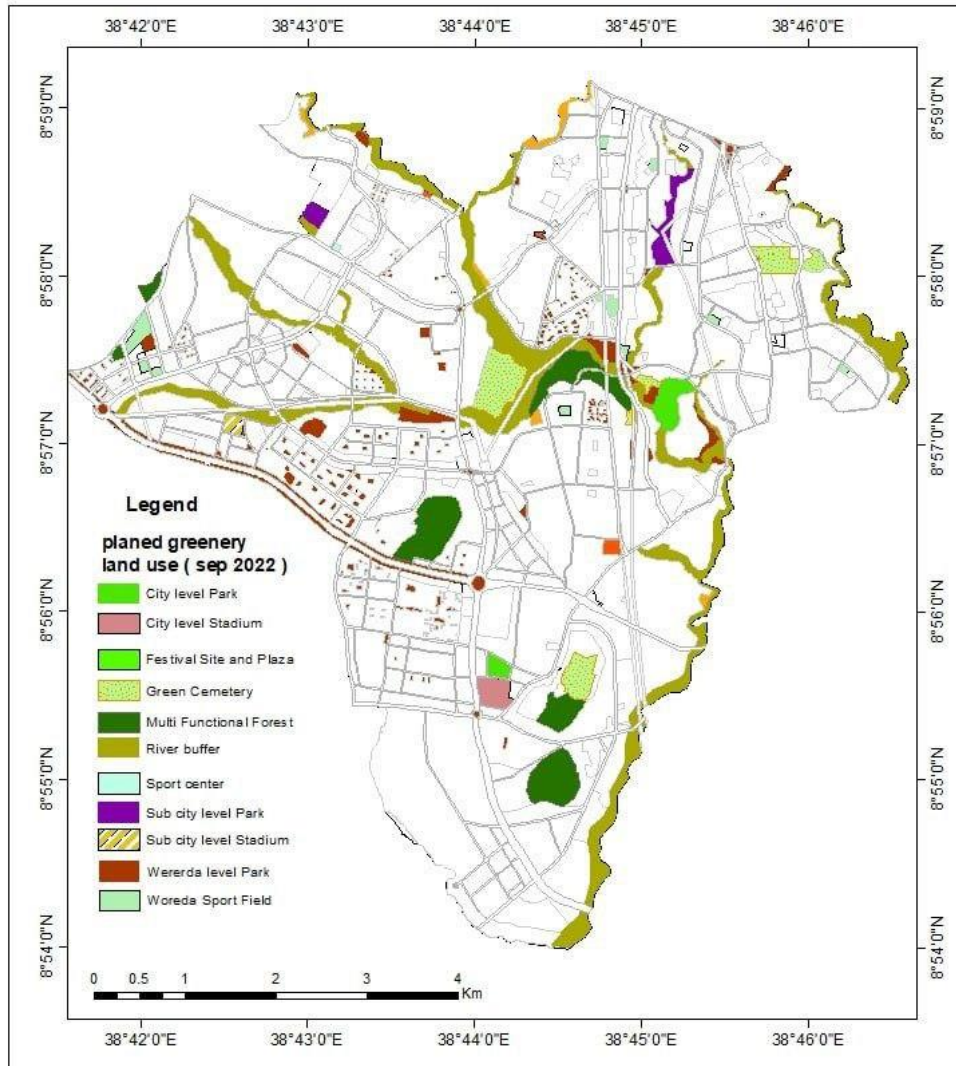 38°42'0"E 38°43'0"E 38°44'0"E 38°45'0"E 38°46'0"E
8°59'0"N 8°59'0"N
8°58'0"N 8°58'0"N
8°57'0"N 8°57'0"N
8°56'0"N 8°56'0"N
8°55'0"N 8°55'0"N
8°54'0"N 8°54'0"N
Legend
planed greenery
land use ( sep 2022 )
City level Park
City level Stadium
Festival Site and Plaza
Green Cemetery
Multi Functional Forest
River buffer
Sport center
Sub city level Park
Sub city level Stadium
Wererda level Park
Woreda Sport Field
0 0.5 1 2 3 4
Km
38°42'0"E 38°43'0"E 38°44'0"E 38°45'0"E 38°46'0"E